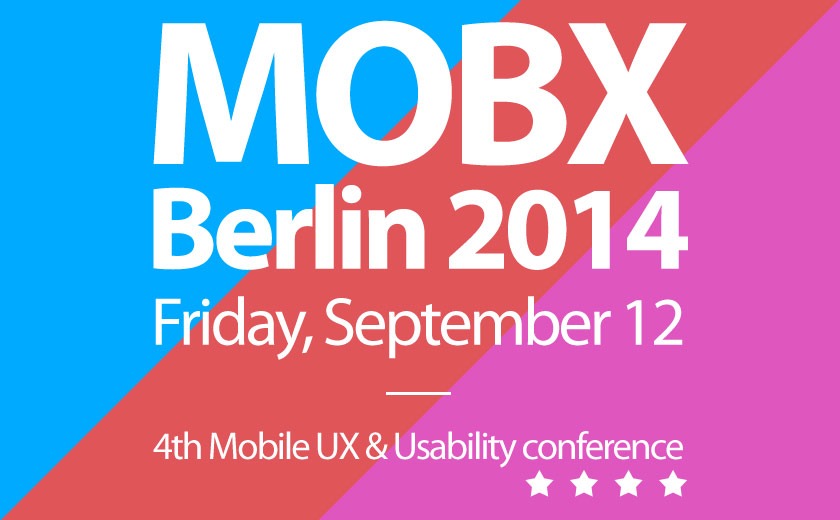 MOBX
Berlin 2014
Friday, September 12
4th Mobile UX & Usability conference